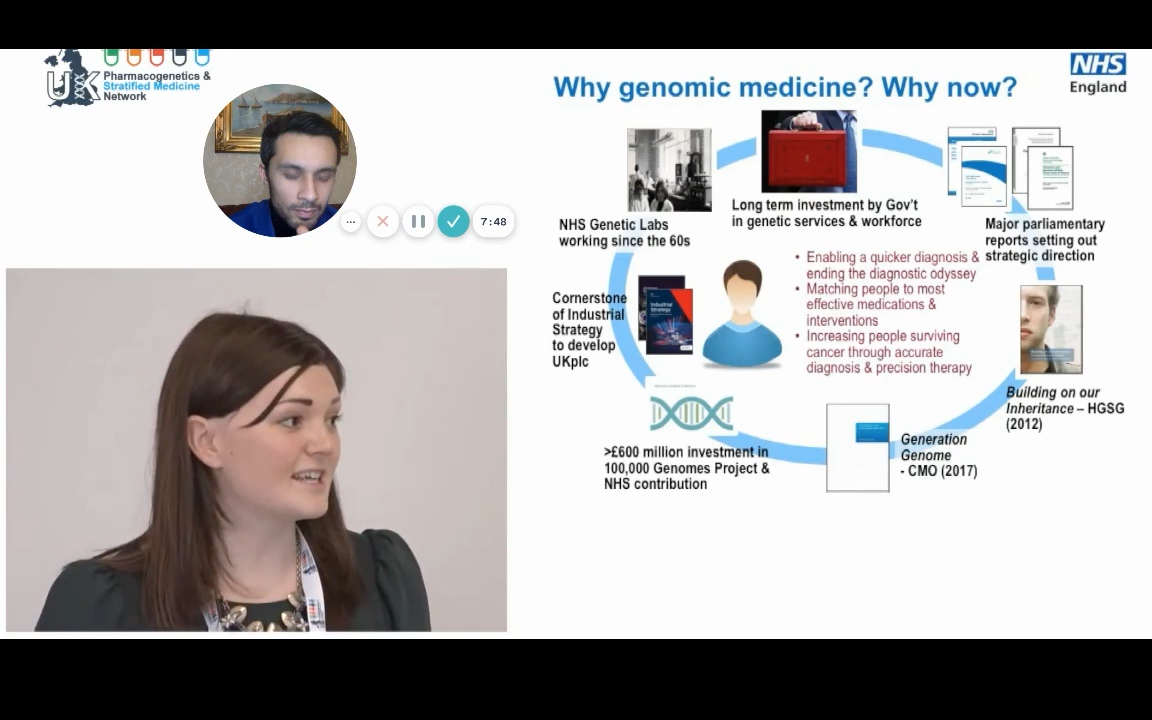 UK
Pharmacogenetics &
Stratified Medicine
Network
NHS
England
Why genomic medicine? Why now?
7:48
NHS Genetic Labs
working since the 60s
Long term investment by Gov't
in genetic services & workforce
Major parliamentary
reports setting out
strategic direction
• Enabling a quicker diagnosis &
ending the diagnostic odyssey
• Matching people to most
effective medications &
interventions
• Increasing people surviving
cancer through accurate
diagnosis & precision therapy
Cornerstone
of Industrial
Strategy
to develop
UKplc
Industrial
Strategy
Building on our
Inheritance – HGSG
(2012)
Generation
Genome
- CMO (2017)
>£600 million investment in
100,000 Genomes Project &
NHS contribution